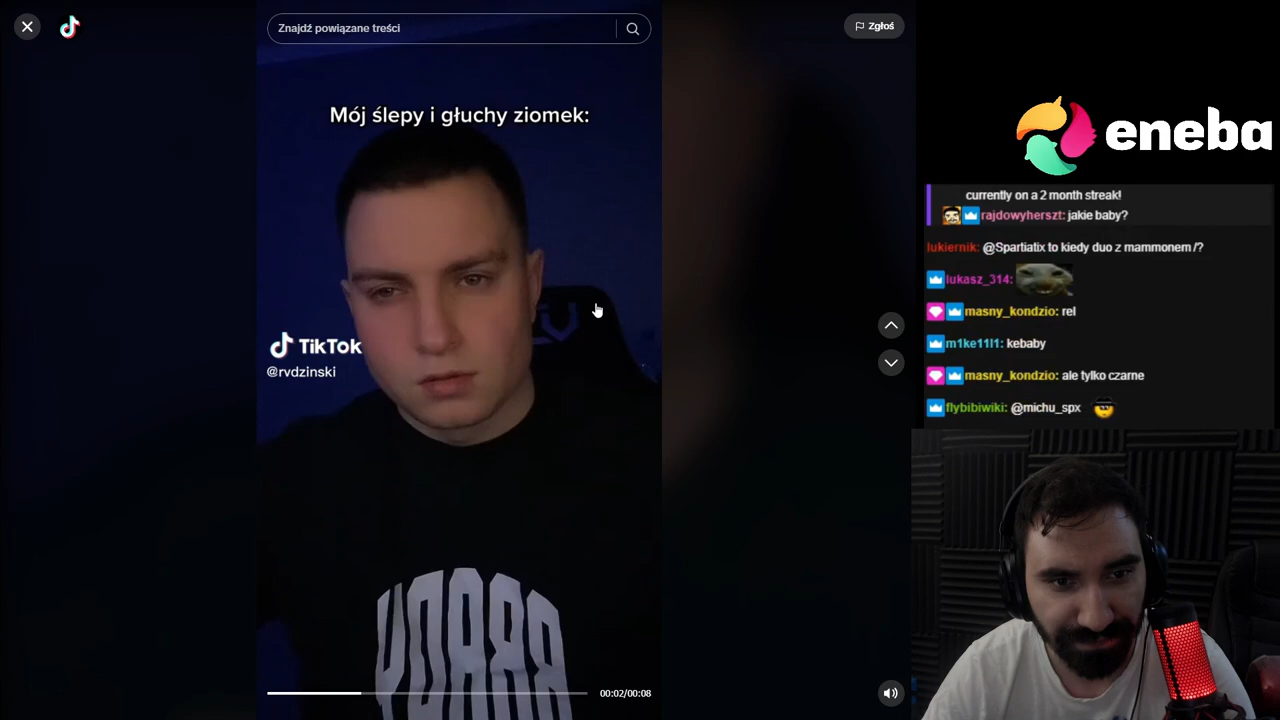 Znajdź powiązane treści
Zgłoś
Mój ślepy i głuchy ziomek:
TikTok
@rvdzinski
00:02/00:08
eneba
currently on a 2 month streak!
rajdowyherszt: jakie baby?
lukiernik: @Spartiatix to kiedy duo z mammonem /?
lukasz_314:
masny_kondzio: rel
m1ke11l1: kebaby
masny_kondzio: ale tylko czarne
flybibiwiki: @michu_spx